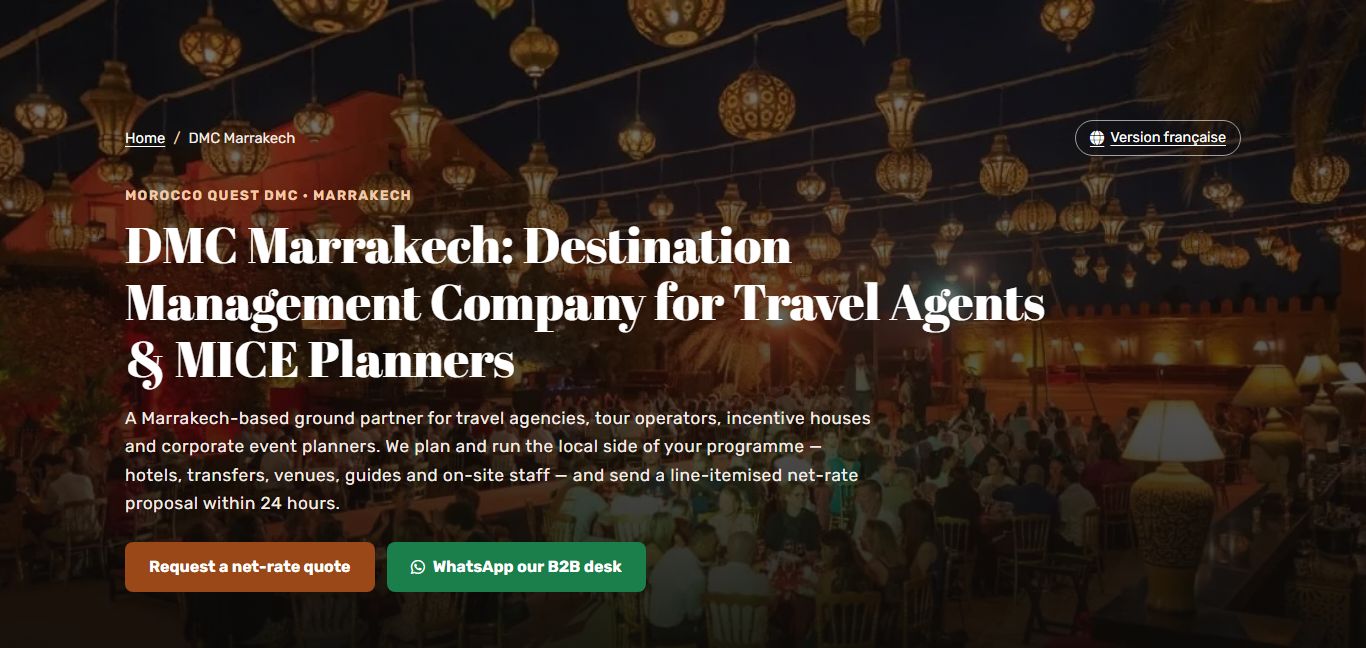 Home / DMC Marrakech
Version française
MOROCCO QUEST DMC • MARRAKECH
DMC Marrakech: Destination
Management Company for Travel Agents
& MICE Planners
A Marrakech-based ground partner for travel agencies, tour operators, incentive houses
and corporate event planners. We plan and run the local side of your programme —
hotels, transfers, venues, guides and on-site staff — and send a line-itemised net-rate
proposal within 24 hours.
Request a net-rate quote
WhatsApp our B2B desk